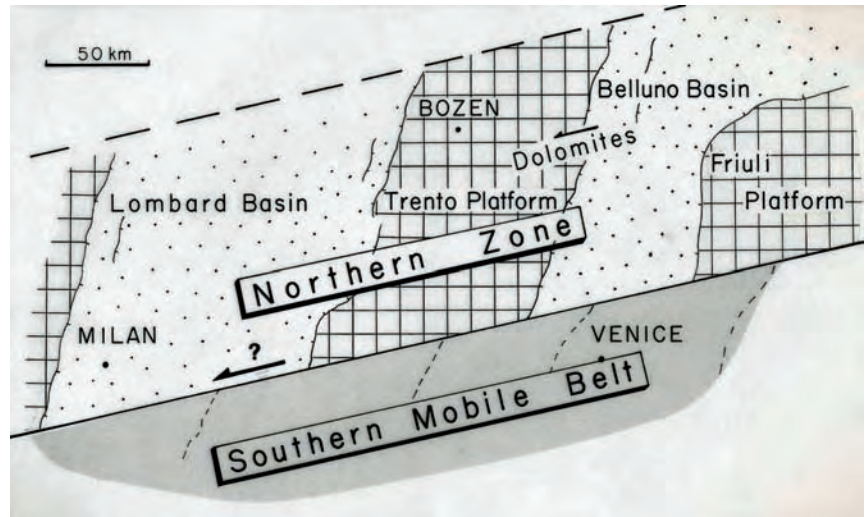 50 km
BOZEN
Belluno Basin
Dolomites
Friuli
Lombard Basin
Trento Platform
Platform
Northern Zone
MILAN
?
VENICE
Southern Mobile Belt